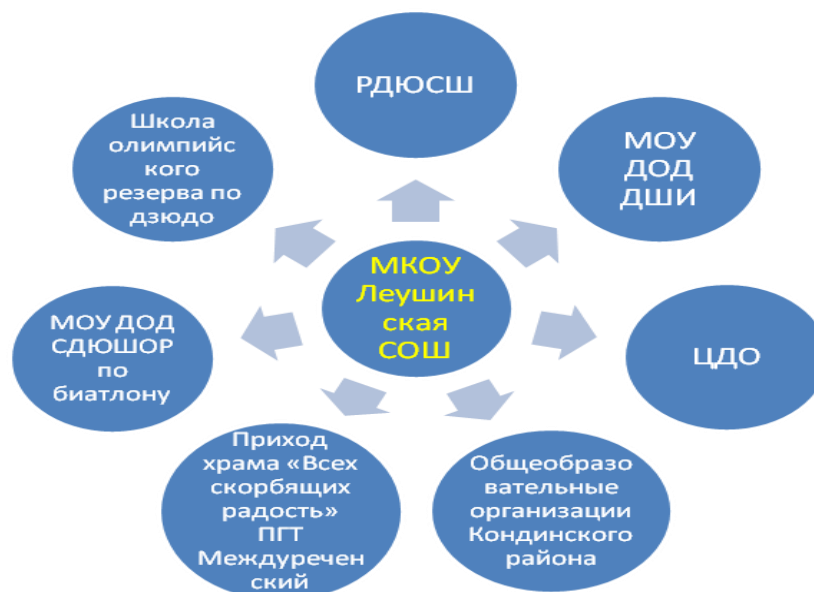 РДЮСШ
МОУ
ДОД
ДШИ
ЦДО
Общеобразо
вательные
организации
Кондинского
района
Приход
храма «Всех
скорбящих
радость»
ПГТ
Междуречен
ский
МОУ ДОД
СДЮШОР
по
биатлону
Школа
олимпийс
кого
резерва по
дзюдо
МКОУ
Леушин
ская
СОШ